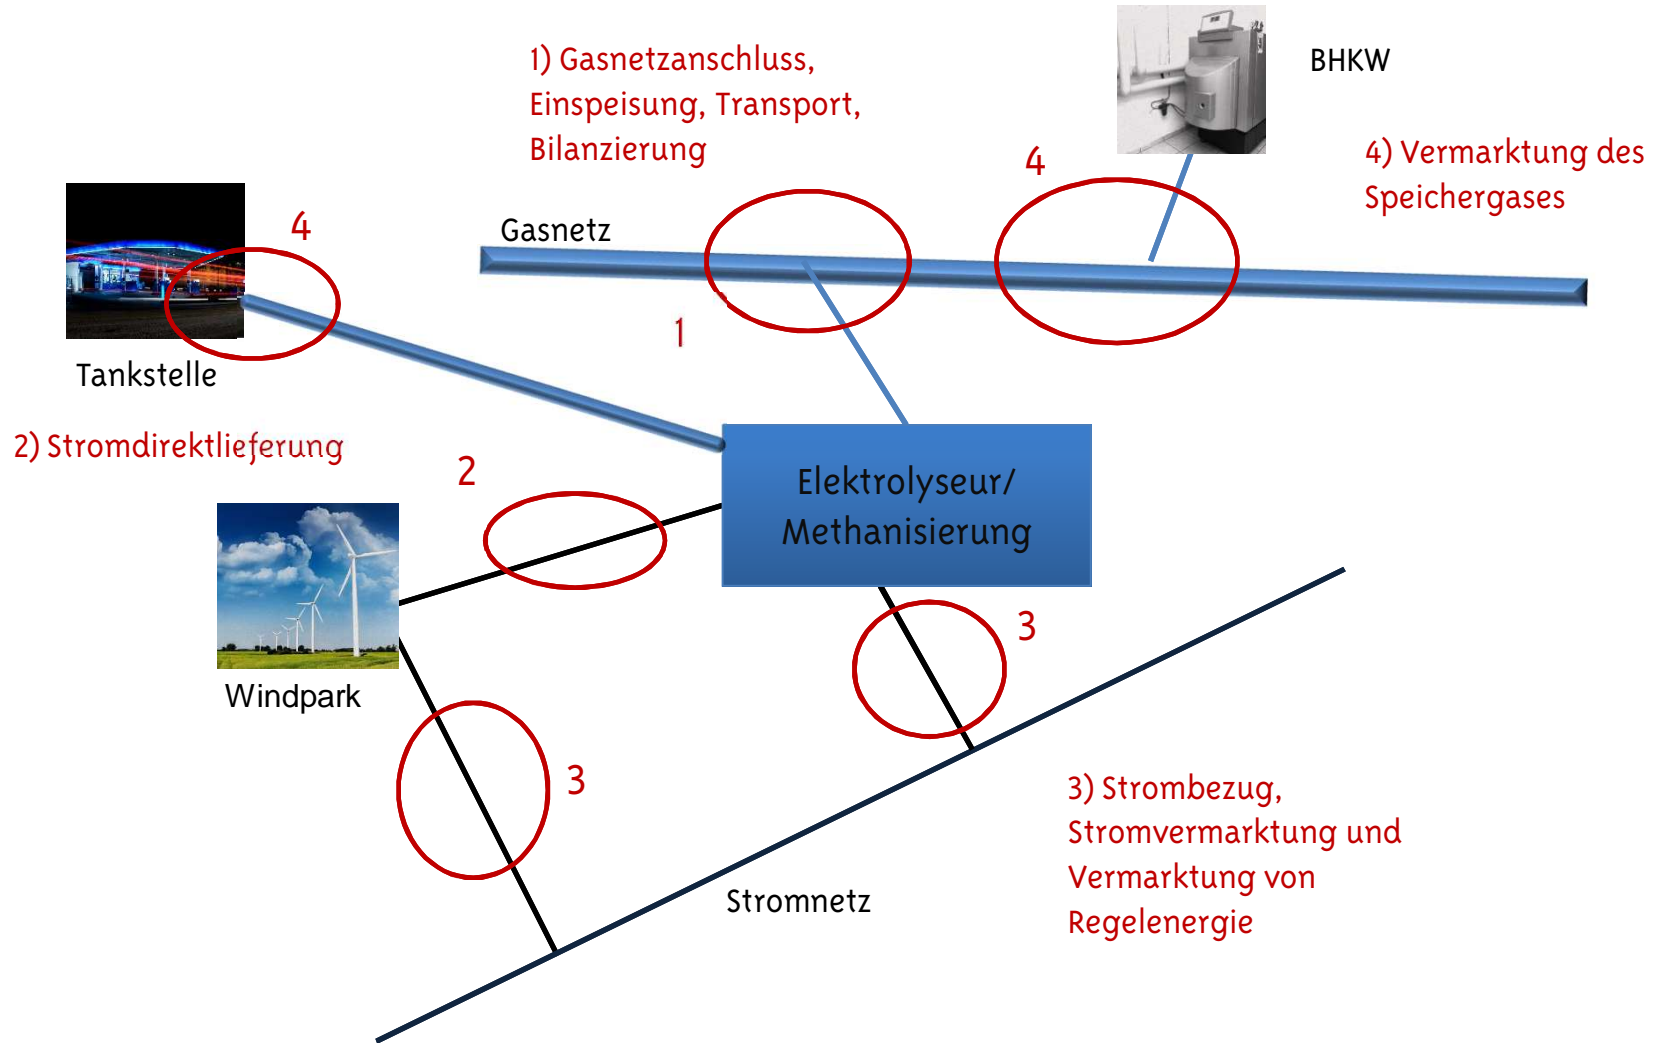 1) Gasnetzanschluss,
Einspeisung, Transport,
Bilanzierung
BHKW
4
4) Vermarktung des
Speichergases
4
Gasnetz
1
Tankstelle
2) Stromdirektlieferung
2
Elektrolyseur/
Methanisierung
3
Windpark
3
3) Strombezug,
Stromvermarktung und
Vermarktung von
Regelenergie
Stromnetz